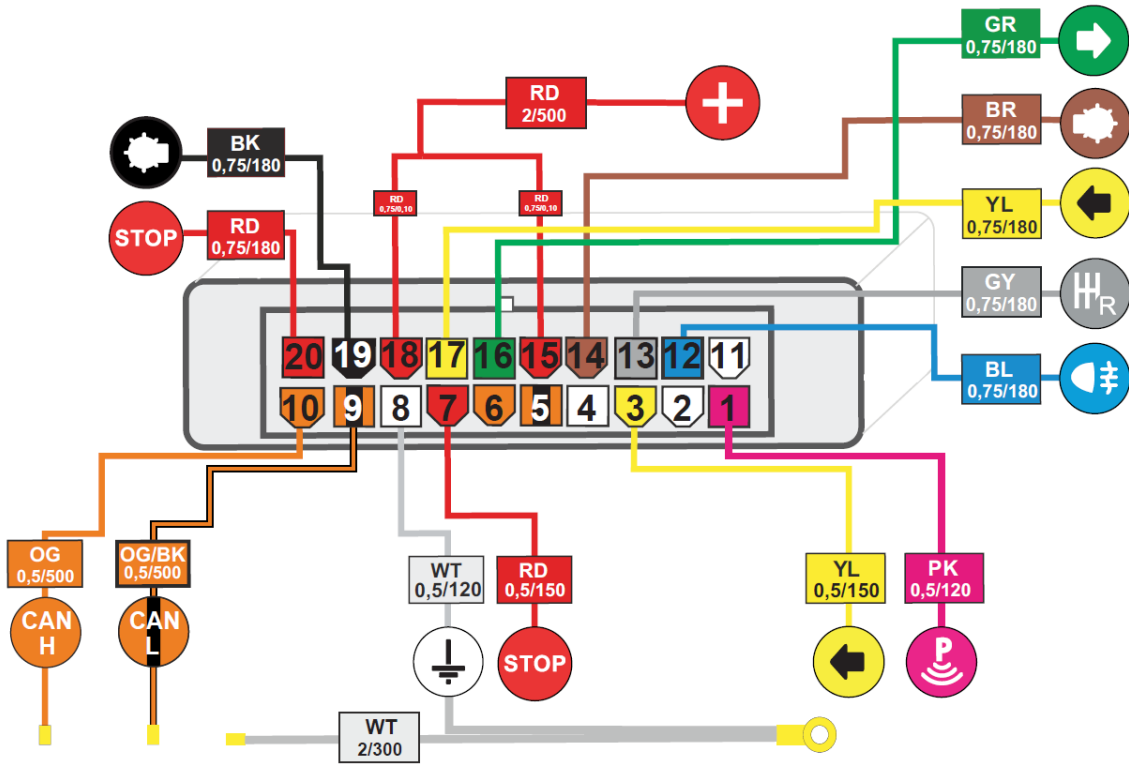 GR
0,75/180
RD
2/500
BR
0,75/180
BK
0,75/180
RD
0,75/0,10
RD
0,75/0,10
YL
0,75/180
STOP
RD
0,75/180
GY
0,75/180
R
20 19 18 17 16 15 14 13 12 11
BL
0,75/180
10 9 8 7 6 5 4 3 2 1
OG
0,5/500
OG/BK
0,5/500
WT
0,5/120
RD
0,5/150
YL
0,5/150
PK
0,5/120
CAN
H
CAN
L
STOP
P
WT
2/300